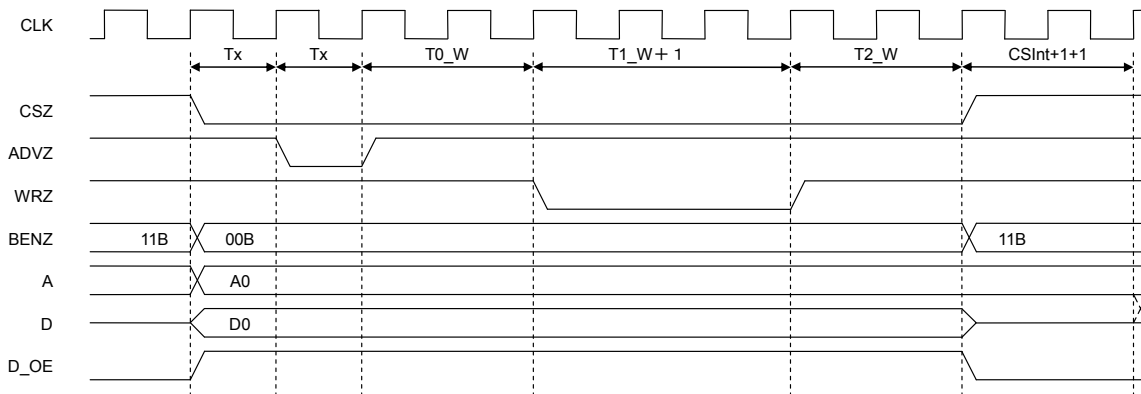 CLK
Tx Tx T0_W T1_W＋ 1 T2_W CSInt+1+1
CSZ
ADVZ
WRZ
BENZ 11B 00B 11B
A A0
D D0
D_OE